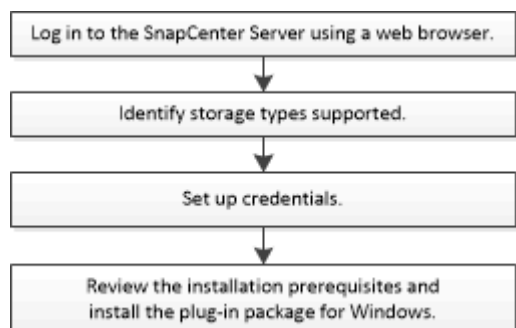 Log in to the SnapCenter Server using a web browser.
Identify storage types supported.
Set up credentials.
Review the installation prerequisites and
install the plug-in package for Windows.